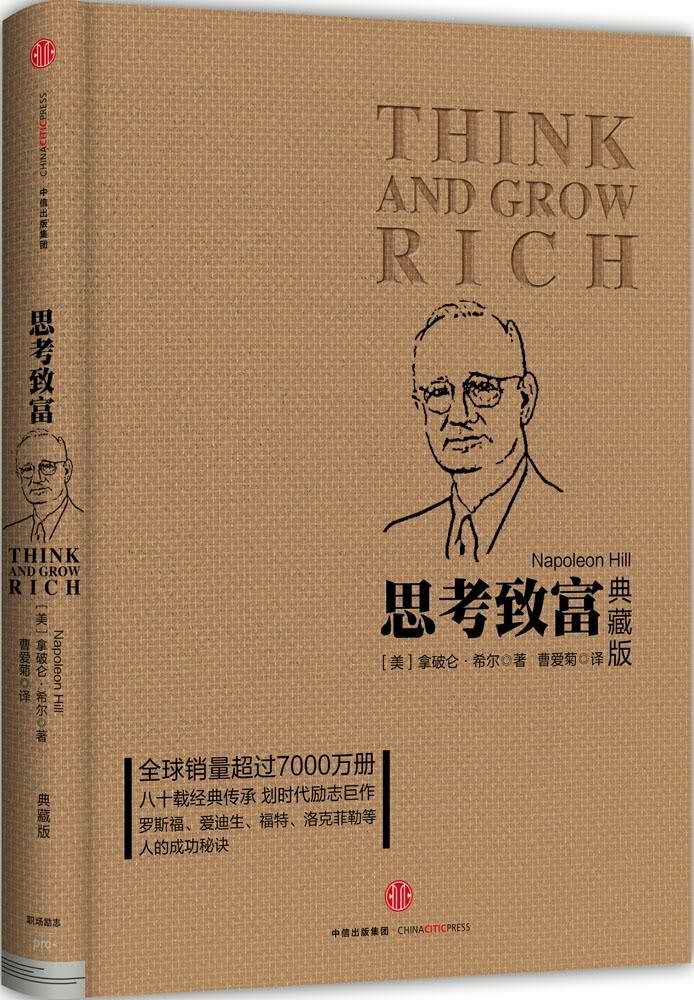 CHINACITICPRESS
中信出版集团
思考致富
THINK
AND GROW
RICH
[美] 拿破仑·希尔◎著
Napoleon Hill
曹爱菊◎译
典藏版
职场励志
pro+
THINK
AND GROW
RICH
Napoleon Hill
思考致富
典藏版
[美] 拿破仑·希尔◎著 曹爱菊◎译
全球销量超过7000万册
八十载经典传承 划时代励志巨作
罗斯福、爱迪生、福特、洛克菲勒等
人的成功秘诀
中信出版集团·CHINACITICPRESS